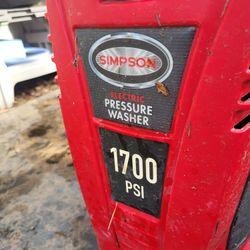 SIMPSON
ELECTRIC
PRESSURE
WASHER
1700
PSI